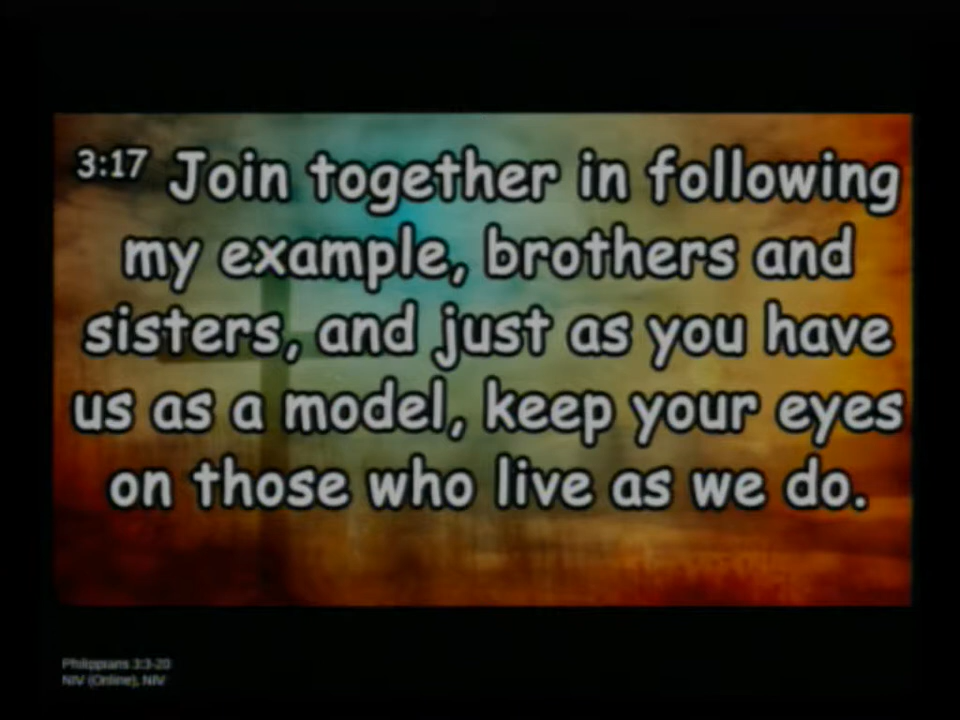 3:17 Join together in following
my example, brothers and
sisters, and just as you have
us as a model, keep your eyes
on those who live as we do.
Philippians 3:3-20
NIV (Online), NIV